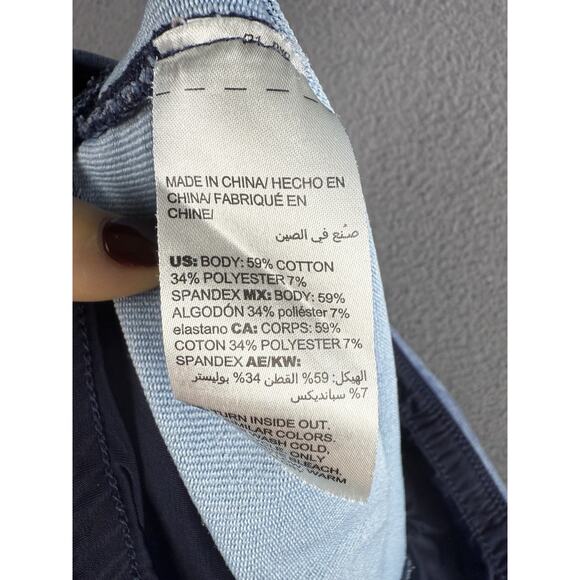 MADE IN CHINA/ HECHO EN
CHINA/ FABRIQUÉ EN
CHINE/
صنع في الصين
US: BODY: 59% COTTON
34% POLYESTER 7%
SPANDEX MX: BODY: 59%
ALGODÓN 34% poliéster 7%
elastano CA: CORPS: 59%
COTON 34% POLYESTER 7%
SPANDEX AE/KW:
الهيكل: 59% القطن 34% بوليستر
7% سبانديكس
TURN INSIDE OUT.
SIMILAR COLORS.
WASH COLD,
ONLY
BLEACH.
WARM